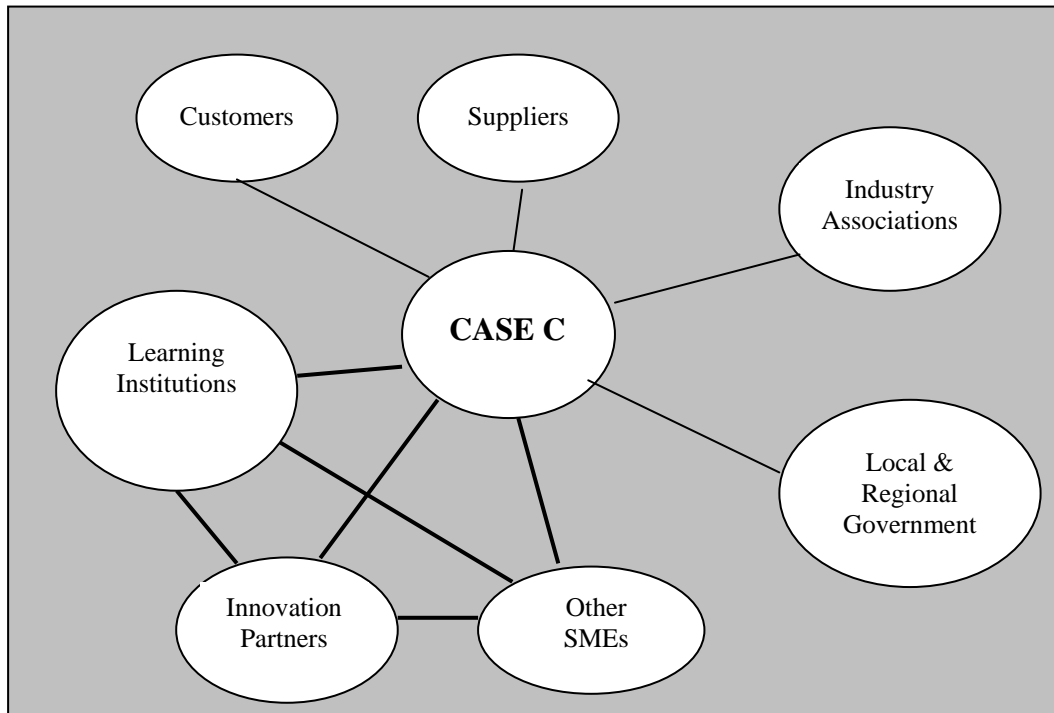 Customers
Suppliers
Industry
Associations
CASE C
Learning
Institutions
Local &
Regional
Government
Innovation
Partners
Other
SMEs